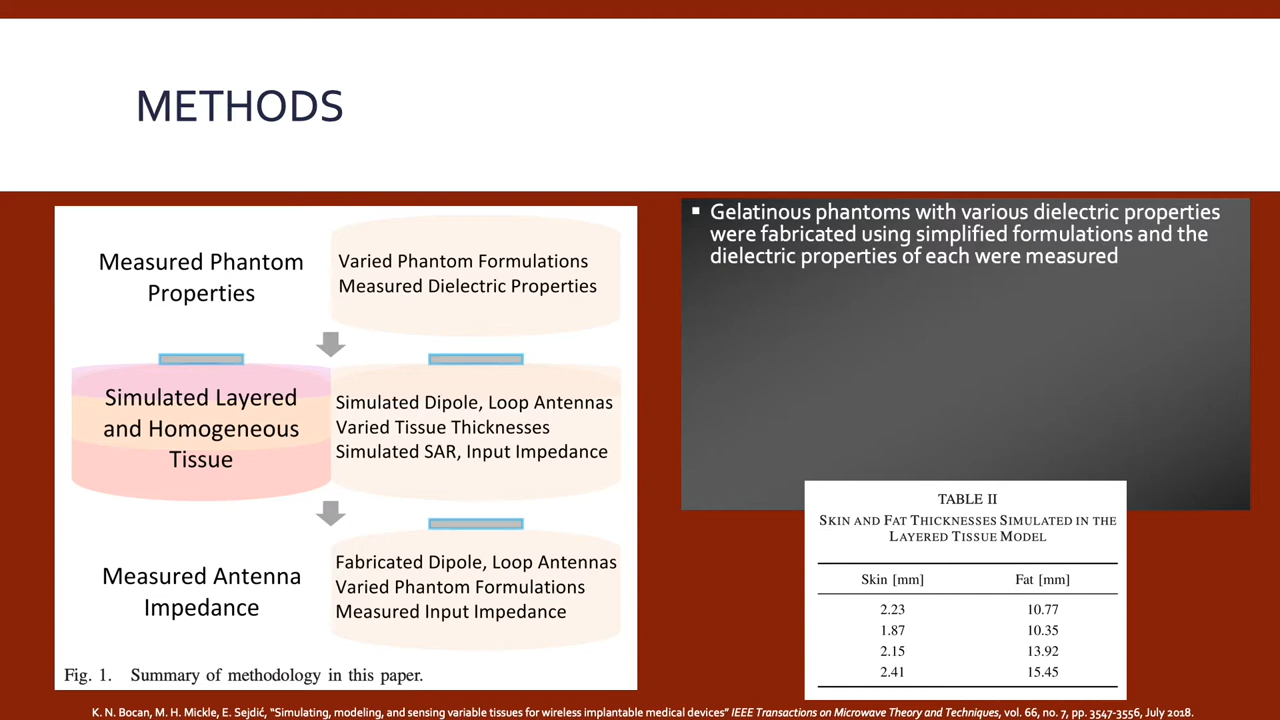 METHODS
Measured Phantom
Properties
Varied Phantom Formulations
Measured Dielectric Properties
Simulated Layered
and Homogeneous
Tissue
Simulated Dipole, Loop Antennas
Varied Tissue Thicknesses
Simulated SAR, Input Impedance
Measured Antenna
Impedance
Fabricated Dipole, Loop Antennas
Varied Phantom Formulations
Measured Input Impedance
Fig. 1. Summary of methodology in this paper.
▪ Gelatinous phantoms with various dielectric properties
were fabricated using simplified formulations and the
dielectric properties of each were measured
TABLE II
SKIN AND FAT THICKNESSES SIMULATED IN THE
LAYERED TISSUE MODEL
Skin [mm] Fat [mm]
2.23 10.77
1.87 10.35
2.15 13.92
2.41 15.45
K. N. Bocan, M. H. Mickle, E. Sejdić, “Simulating, modeling, and sensing variable tissues for wireless implantable medical devices” IEEE Transactions on Microwave Theory and Techniques, vol. 66, no. 7, pp. 3547-3556, July 2018.